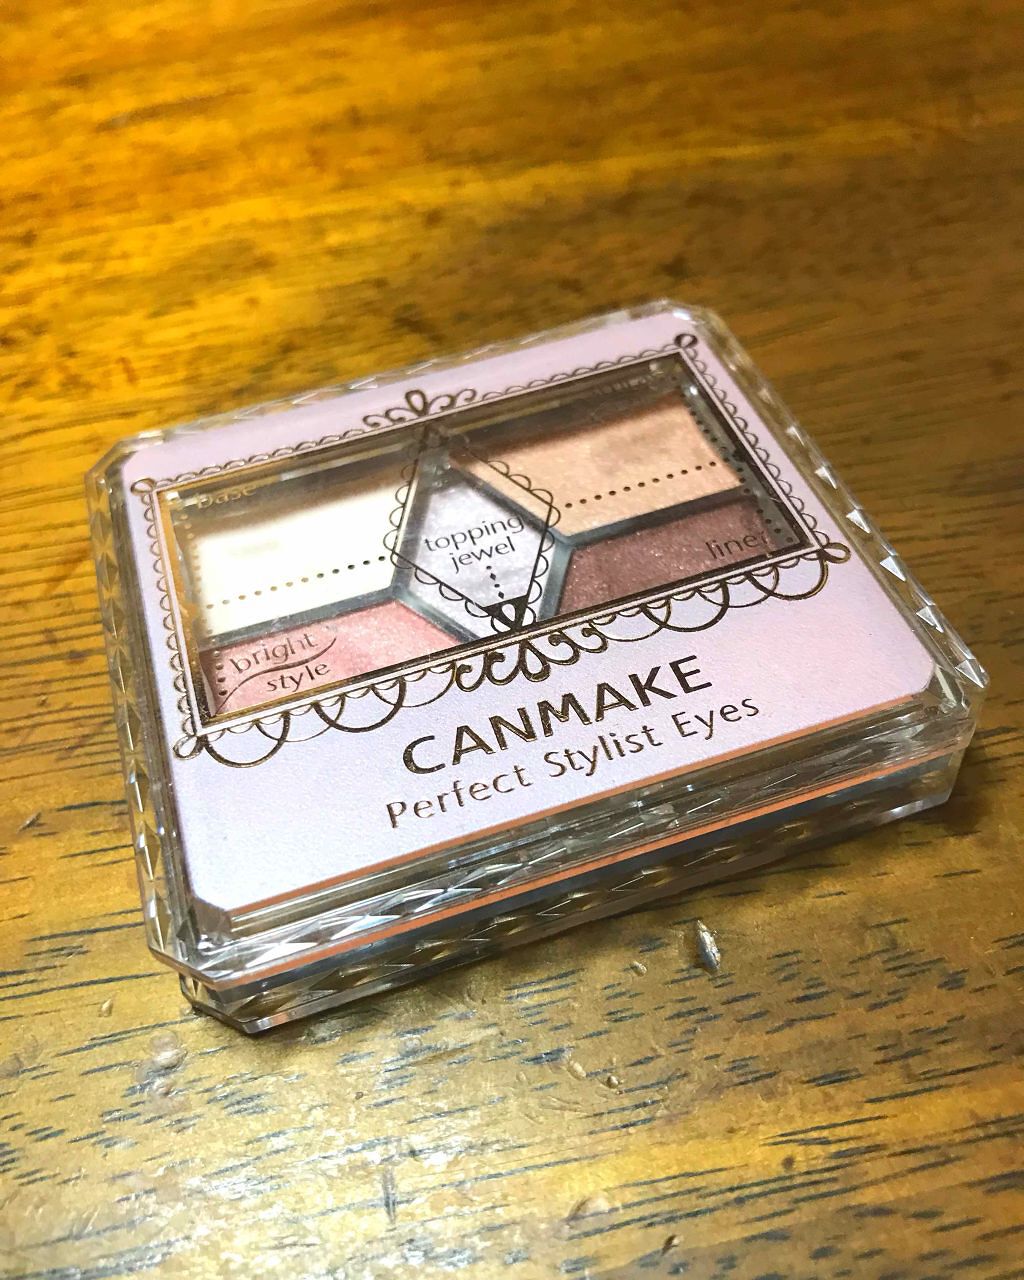 base
topping
jewel
liner
bright
style
CANMAKE
Perfect Stylist Eyes